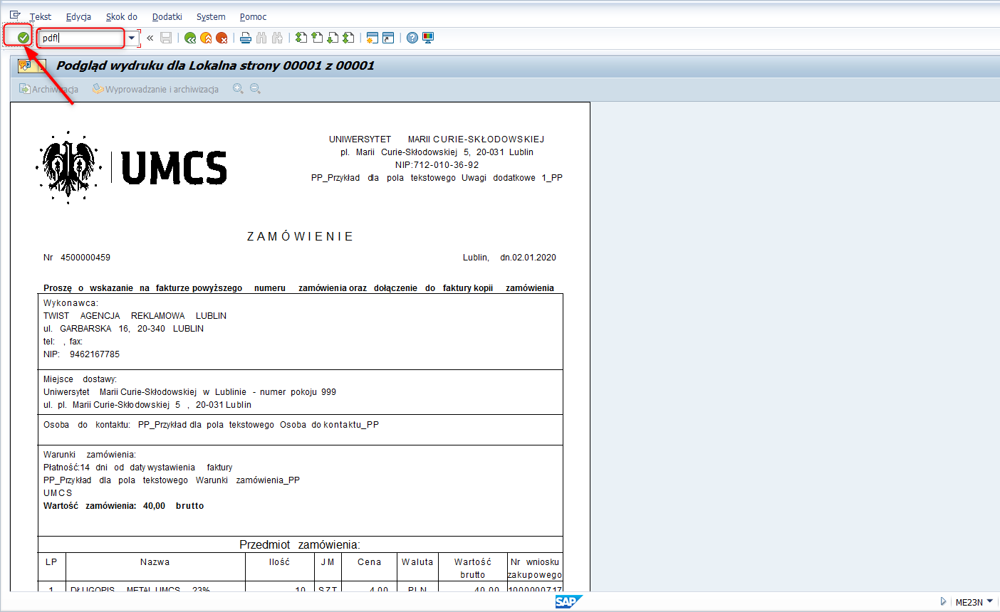 Tekst Edycja Skok do Dodatki System Pomoc
pdf!
Podgląd wydruku dla Lokalna strony 00001 z 00001
Archiwizacja Wyprowadzanie i archiwizacja
UMCS
UNIWERSYTET MARII CURIE-SKŁODOWSKIEJ
pl. Marii Curie-Skłodowskiej 5, 20-031 Lublin
NIP:712-010-36-92
PP_Przykład dla pola tekstowego Uwagi dodatkowe 1_PP
ZAMÓWIENIE
Nr 4500000459 Lublin, dn.02.01.2020
Proszę o wskazanie na fakturze powyższego numeru zamówienia oraz dołączenie do faktury kopii zamówienia
Wykonawca:
TWIST AGENCJA REKLAMOWA LUBLIN
ul. GARBARSKA 16, 20-340 LUBLIN
tel: , fax:
NIP: 9462167785
Miejsce dostawy:
Uniwersytet Marii Curie-Skłodowskiej w Lublinie - numer pokoju 999
ul. pl. Marii Curie-Skłodowskiej 5 , 20-031 Lublin
Osoba do kontaktu: PP_Przykład dla pola tekstowego Osoba do kontaktu_PP
Warunki zamówienia:
Płatność:14 dni od daty wystawienia faktury
PP_Przykład dla pola tekstowego Warunki zamówienia_PP
UMCS
Wartość zamówienia: 40,00 brutto
Przedmiot zamówienia:
LP Nazwa Ilość JM Cena Waluta Wartość Nr wniosku
brutto zakupowego
1 DŁUGOPIS METAL UMCS 23% 10 SZT 4,00 PLN 40,00 1000000717
SAP ME23N